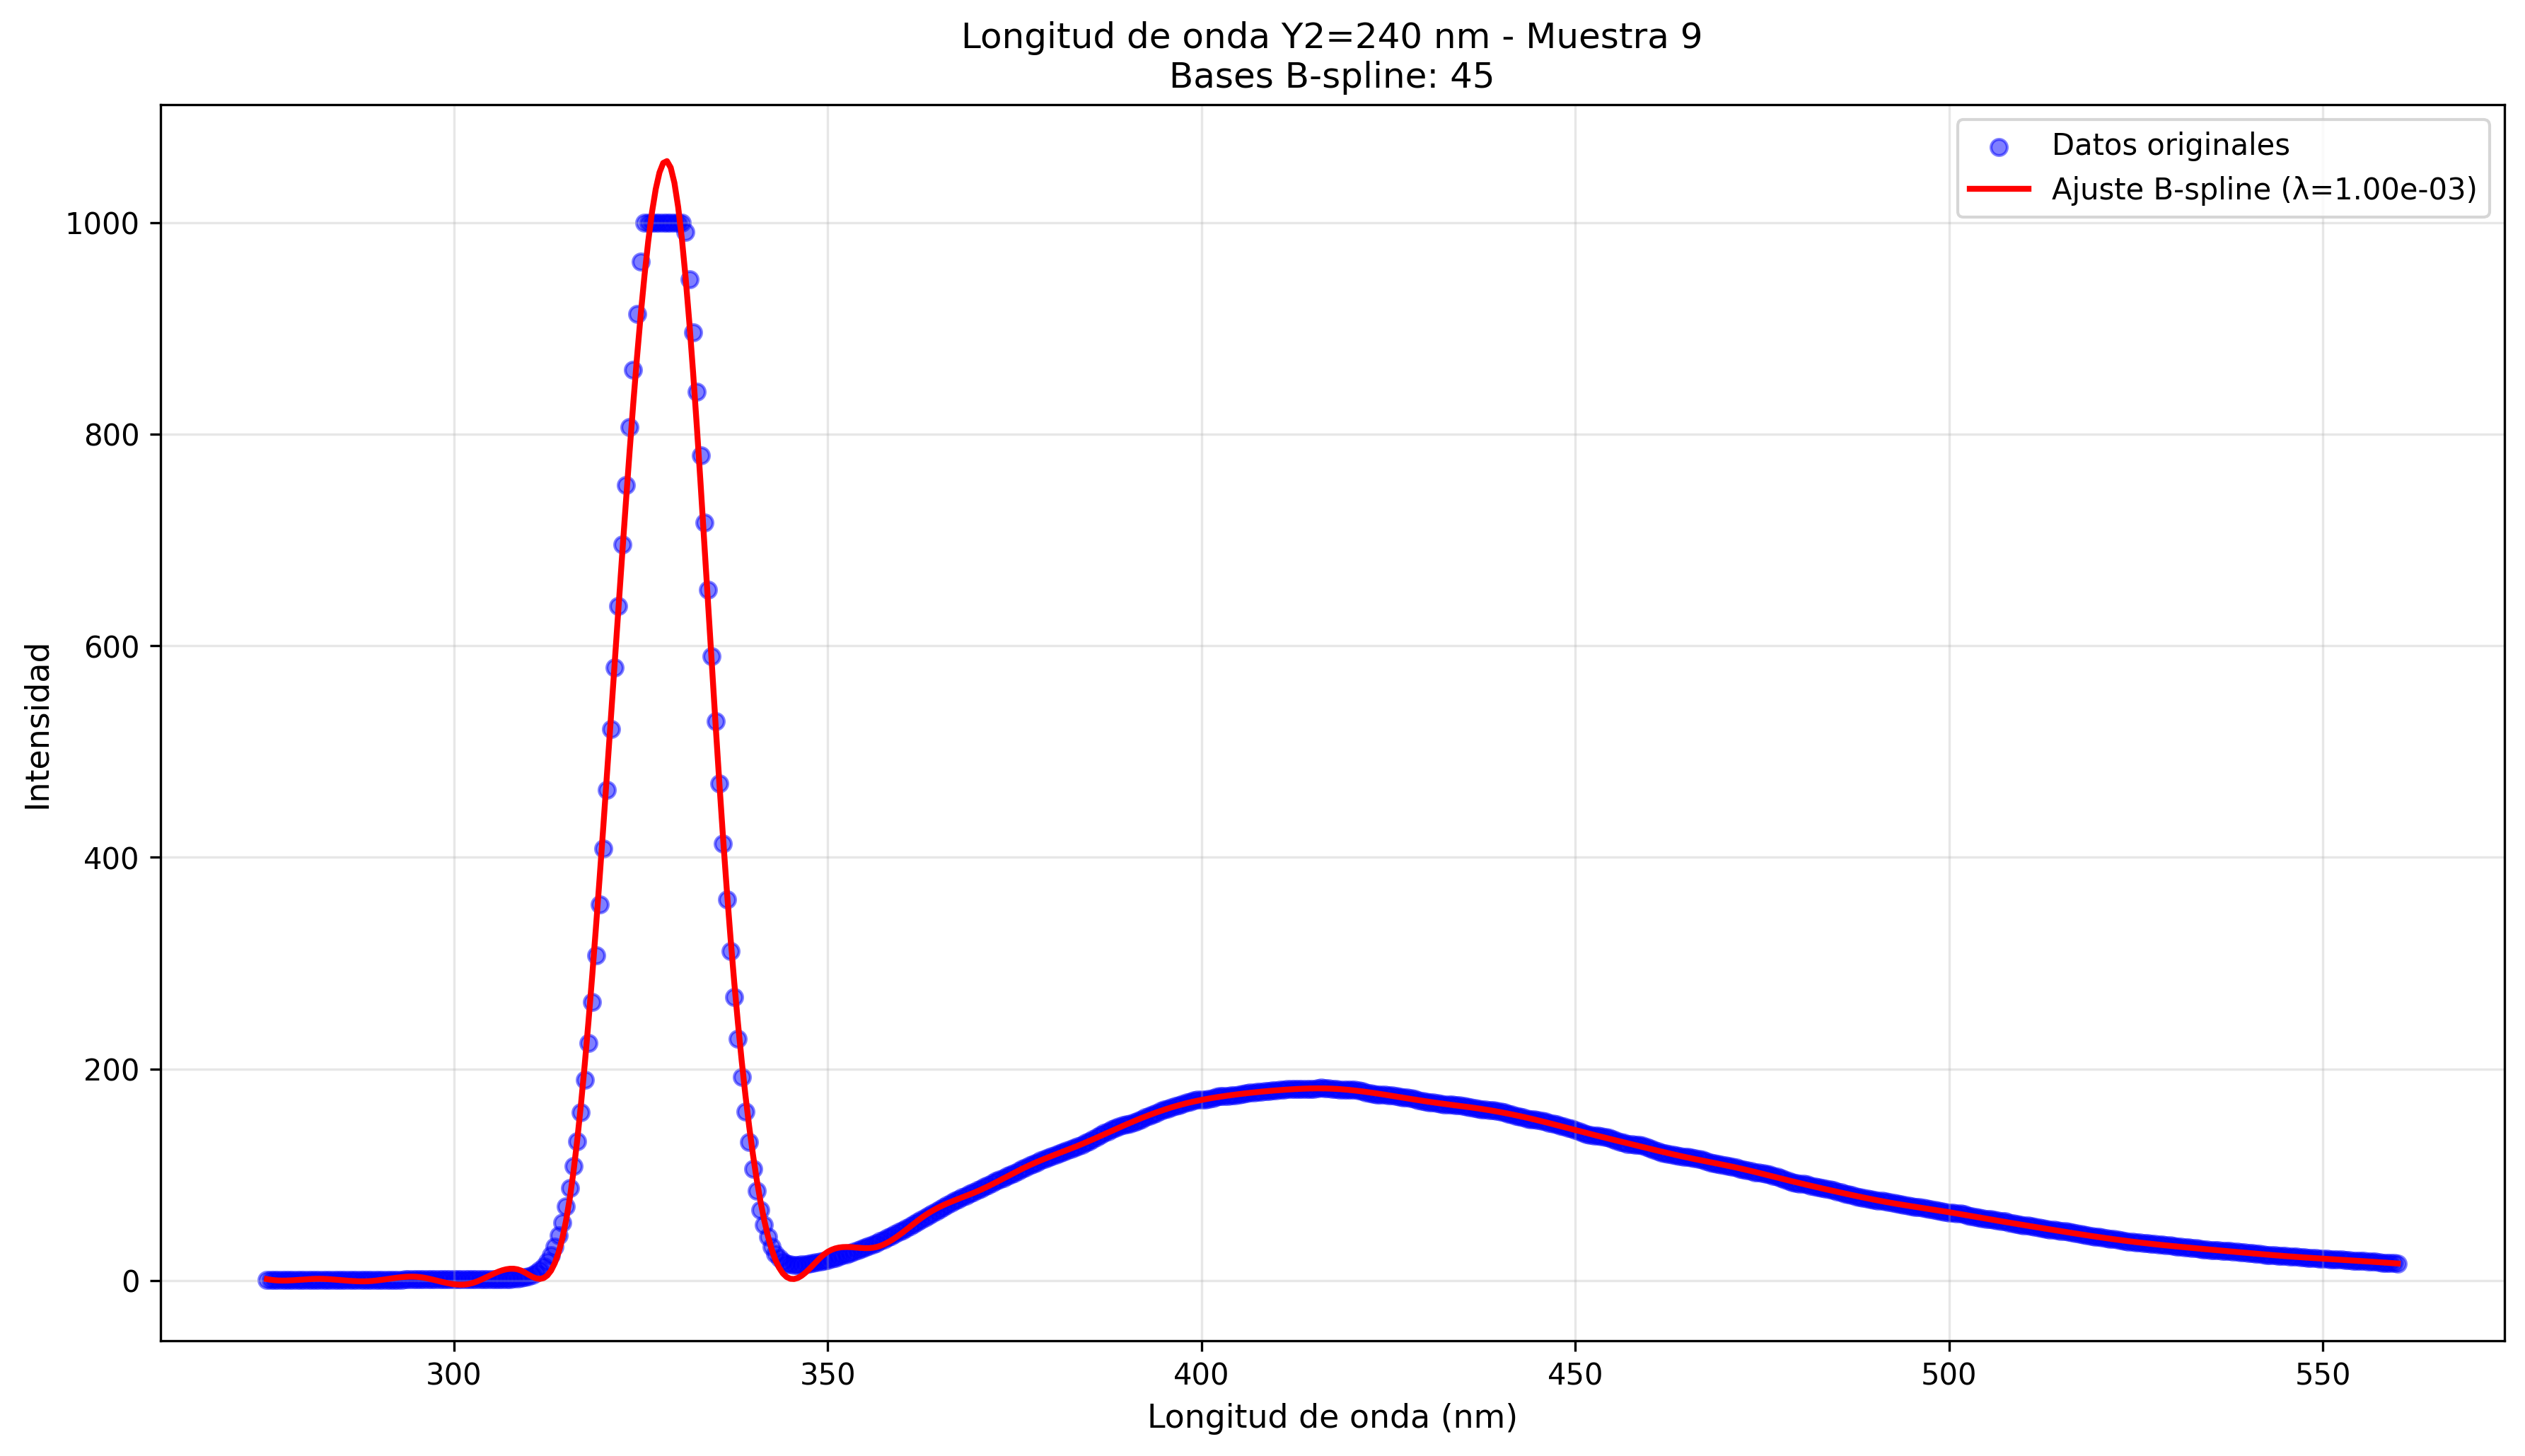 Longitud de onda Y2=240 nm - Muestra 9
Bases B-spline: 45
Datos originales
Ajuste B-spline (λ=1.00e-03)
Intensidad
1000
800
600
400
200
0
300
350
400
450
500
550
Longitud de onda (nm)